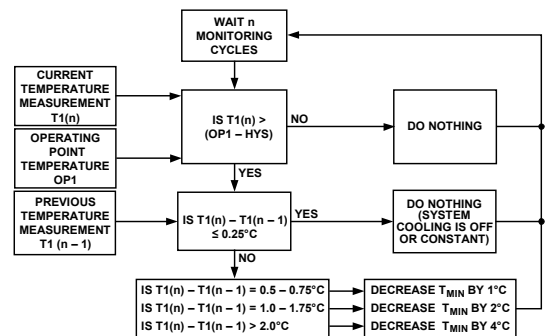 WAIT n
MONITORING
CYCLES
CURRENT
TEMPERATURE
MEASUREMENT
T1(n)
IS T1(n) >
(OP1 – HYS)
NO
DO NOTHING
OPERATING
POINT
TEMPERATURE
OP1
YES
PREVIOUS
TEMPERATURE
MEASUREMENT
T1 (n – 1)
IS T1(n) – T1(n – 1)
≤ 0.25°C
YES
DO NOTHING
(SYSTEM
COOLING IS OFF
OR CONSTANT)
NO
IS T1(n) – T1(n – 1) = 0.5 – 0.75°C
DECREASE TMIN BY 1°C
IS T1(n) – T1(n – 1) = 1.0 – 1.75°C
DECREASE TMIN BY 2°C
IS T1(n) – T1(n – 1) > 2.0°C
DECREASE TMIN BY 4°C